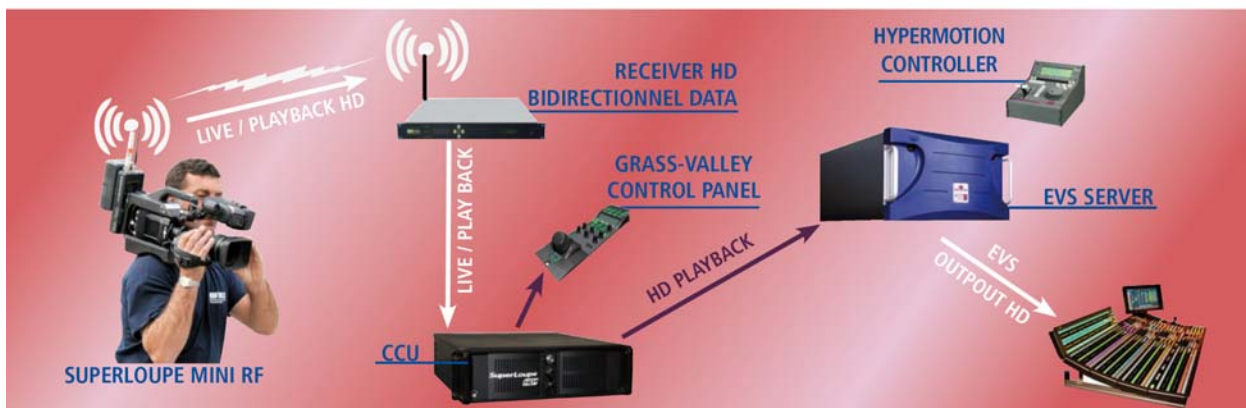 LIVE / PLAYBACK HD
RECEIVER HD
BIDIRECTIONNEL DATA
HYPERMOTION
CONTROLLER
GRASS-VALLEY
CONTROL PANEL
LIVE / PLAY BACK
HD PLAYBACK
EVS SERVER
EVS
OUTPOUT HD
CCU
SuperLoupe
SUPERLOUPE MINI RF